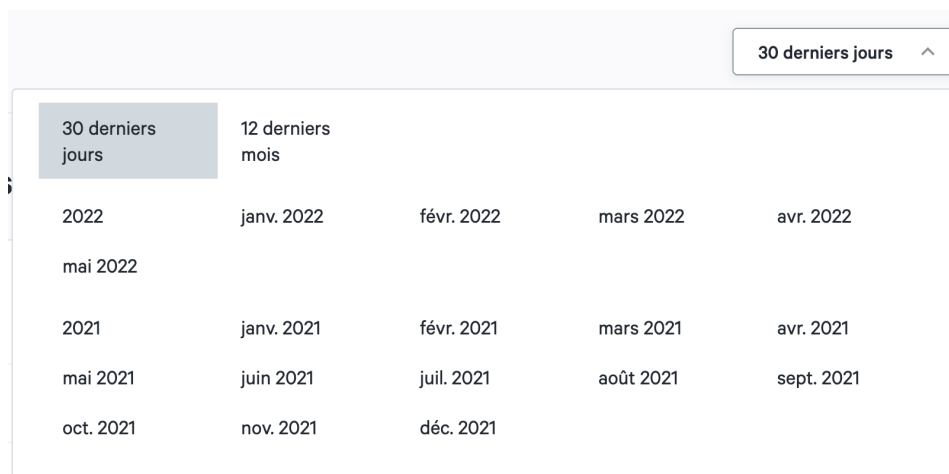 30 derniers jours
30 derniers
jours
12 derniers
mois
2022 janv. 2022 févr. 2022 mars 2022 avr. 2022
mai 2022
2021 janv. 2021 févr. 2021 mars 2021 avr. 2021
mai 2021 juin 2021 juil. 2021 août 2021 sept. 2021
oct. 2021 nov. 2021 déc. 2021